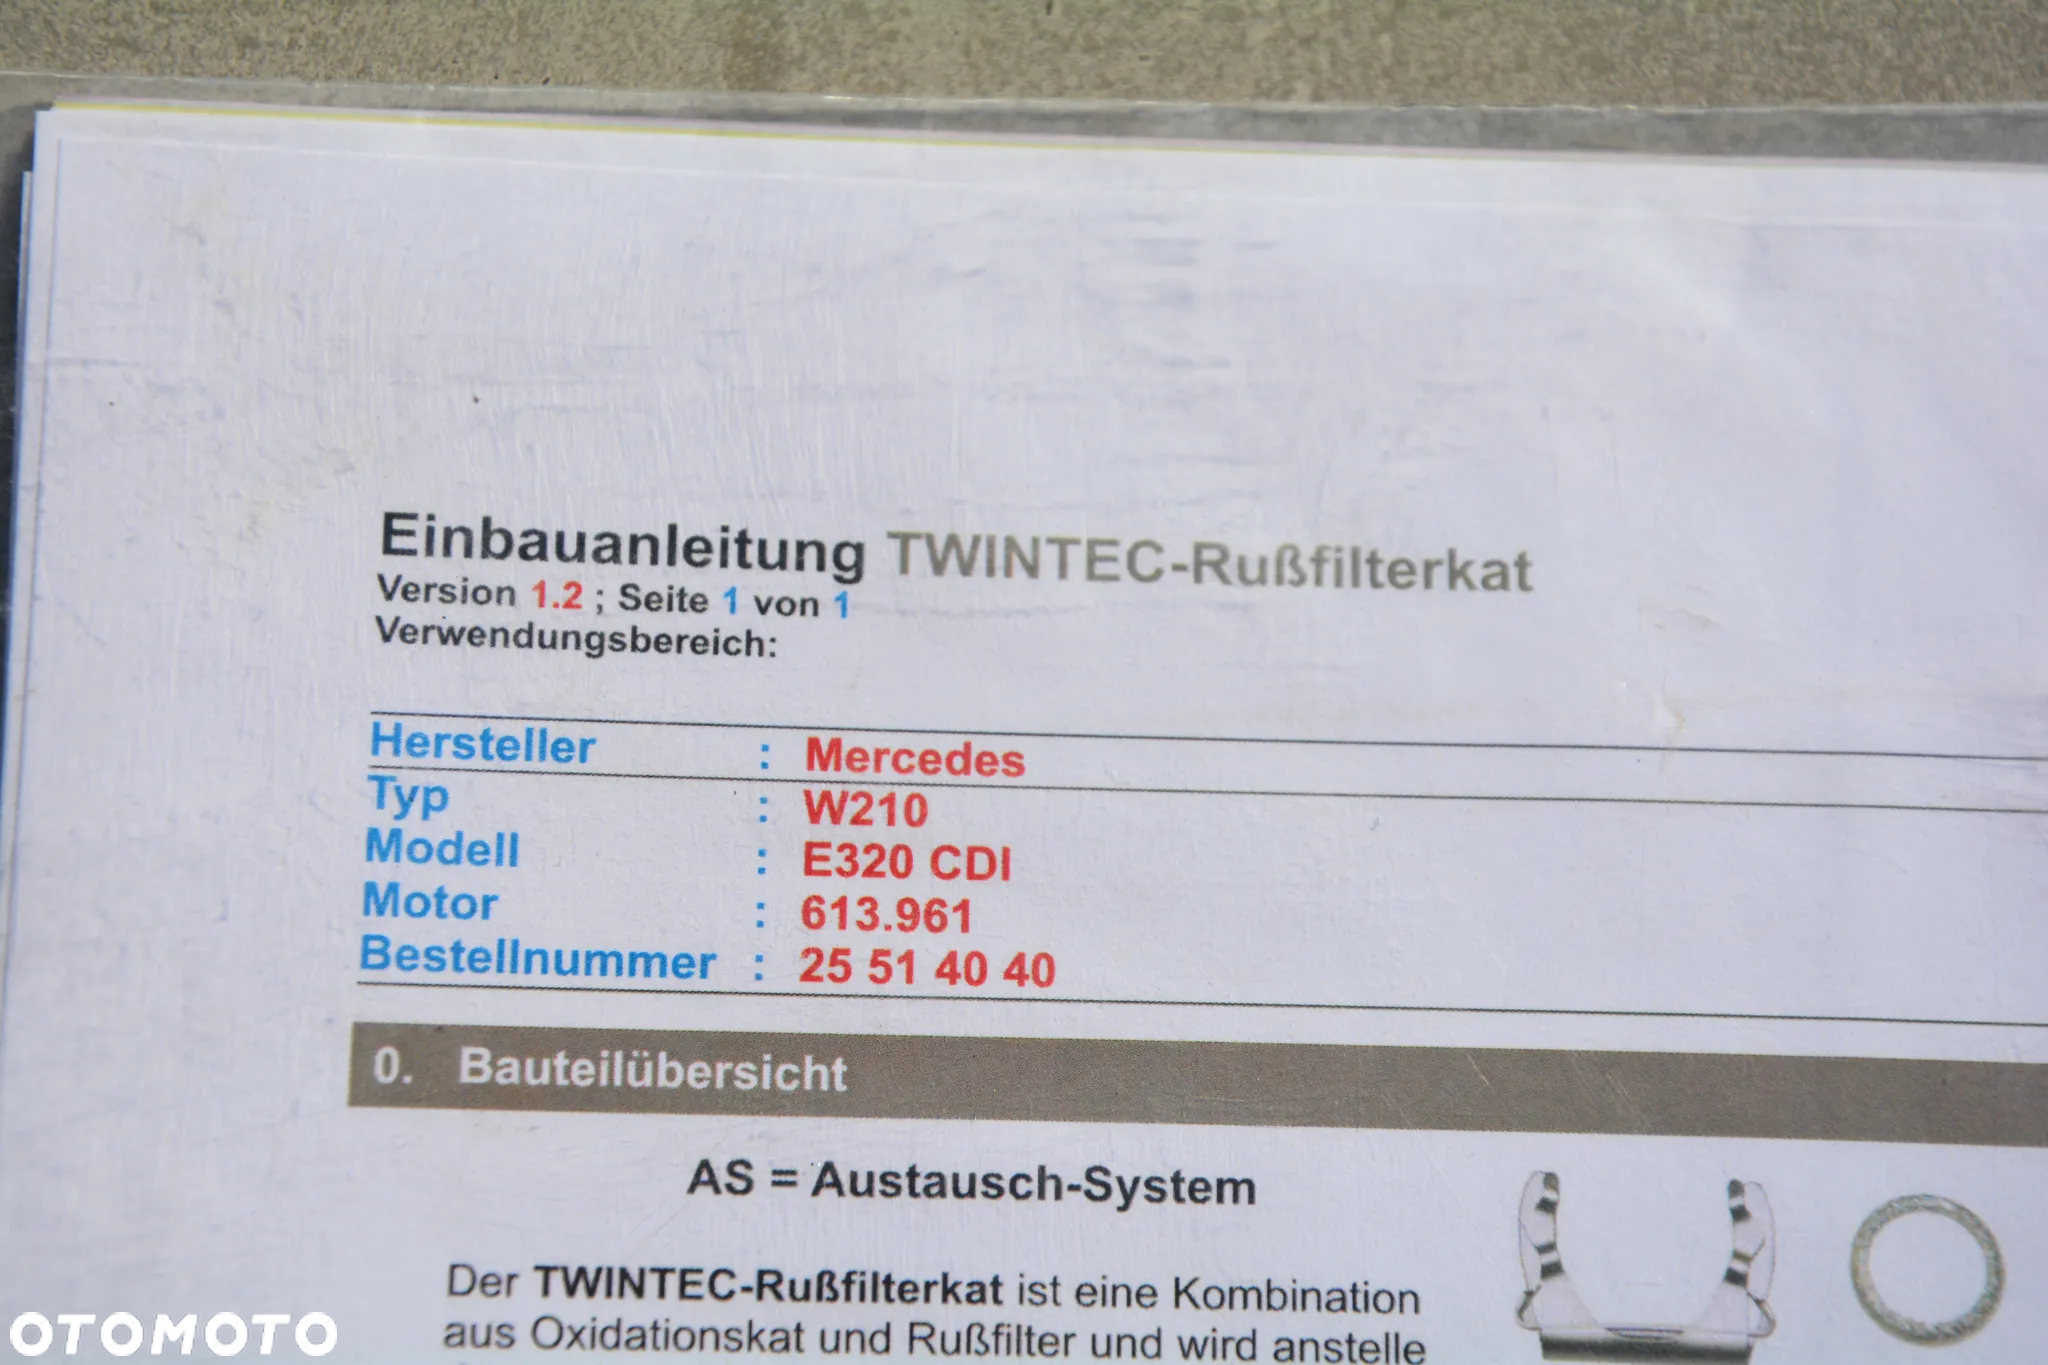 Einbauanleitung TWINTEC-Rußfilterkat
Version 1.2 ; Seite 1 von 1
Verwendungsbereich:
Hersteller : Mercedes
Typ : W210
Modell : E320 CDI
Motor : 613.961
Bestellnummer : 25 51 40 40
0. Bauteilübersicht
AS = Austausch-System
Der TWINTEC-Rußfilterkat ist eine Kombination
aus Oxidationskat und Rußfilter und wird anstelle
OTOMOTO